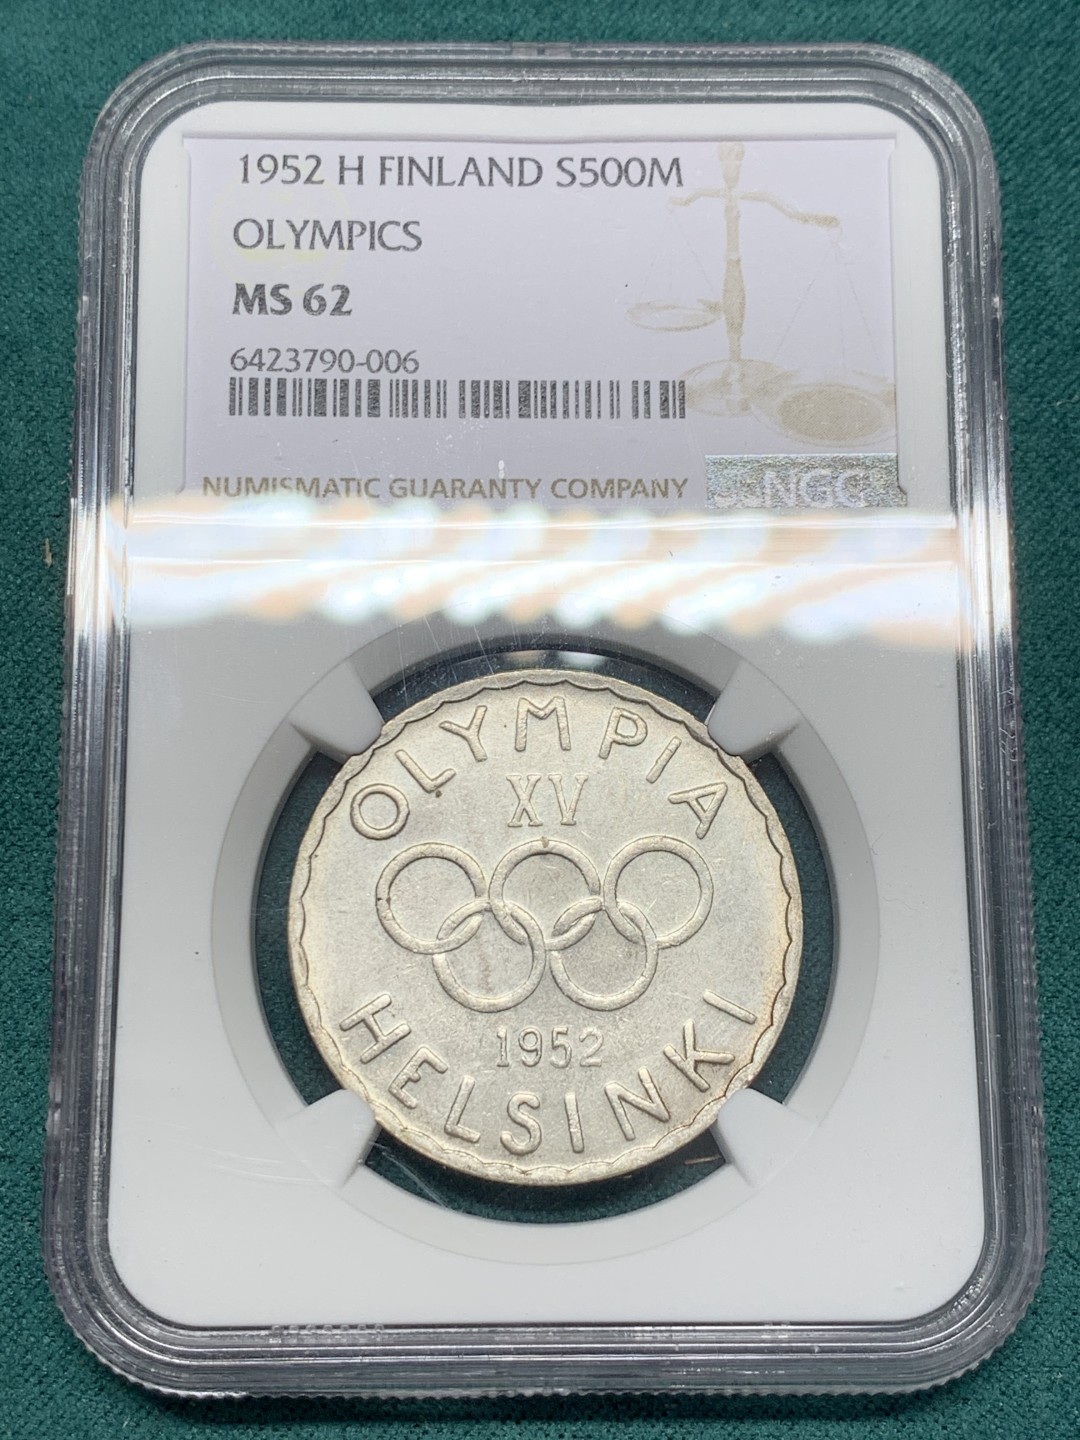 1952 H FINLAND S500M
OLYMPICS
MS 62
6423790-006
NUMISMATIC GUARANTY COMPANY
NGC
OLYMPIA
XV
1952
HELSINKI